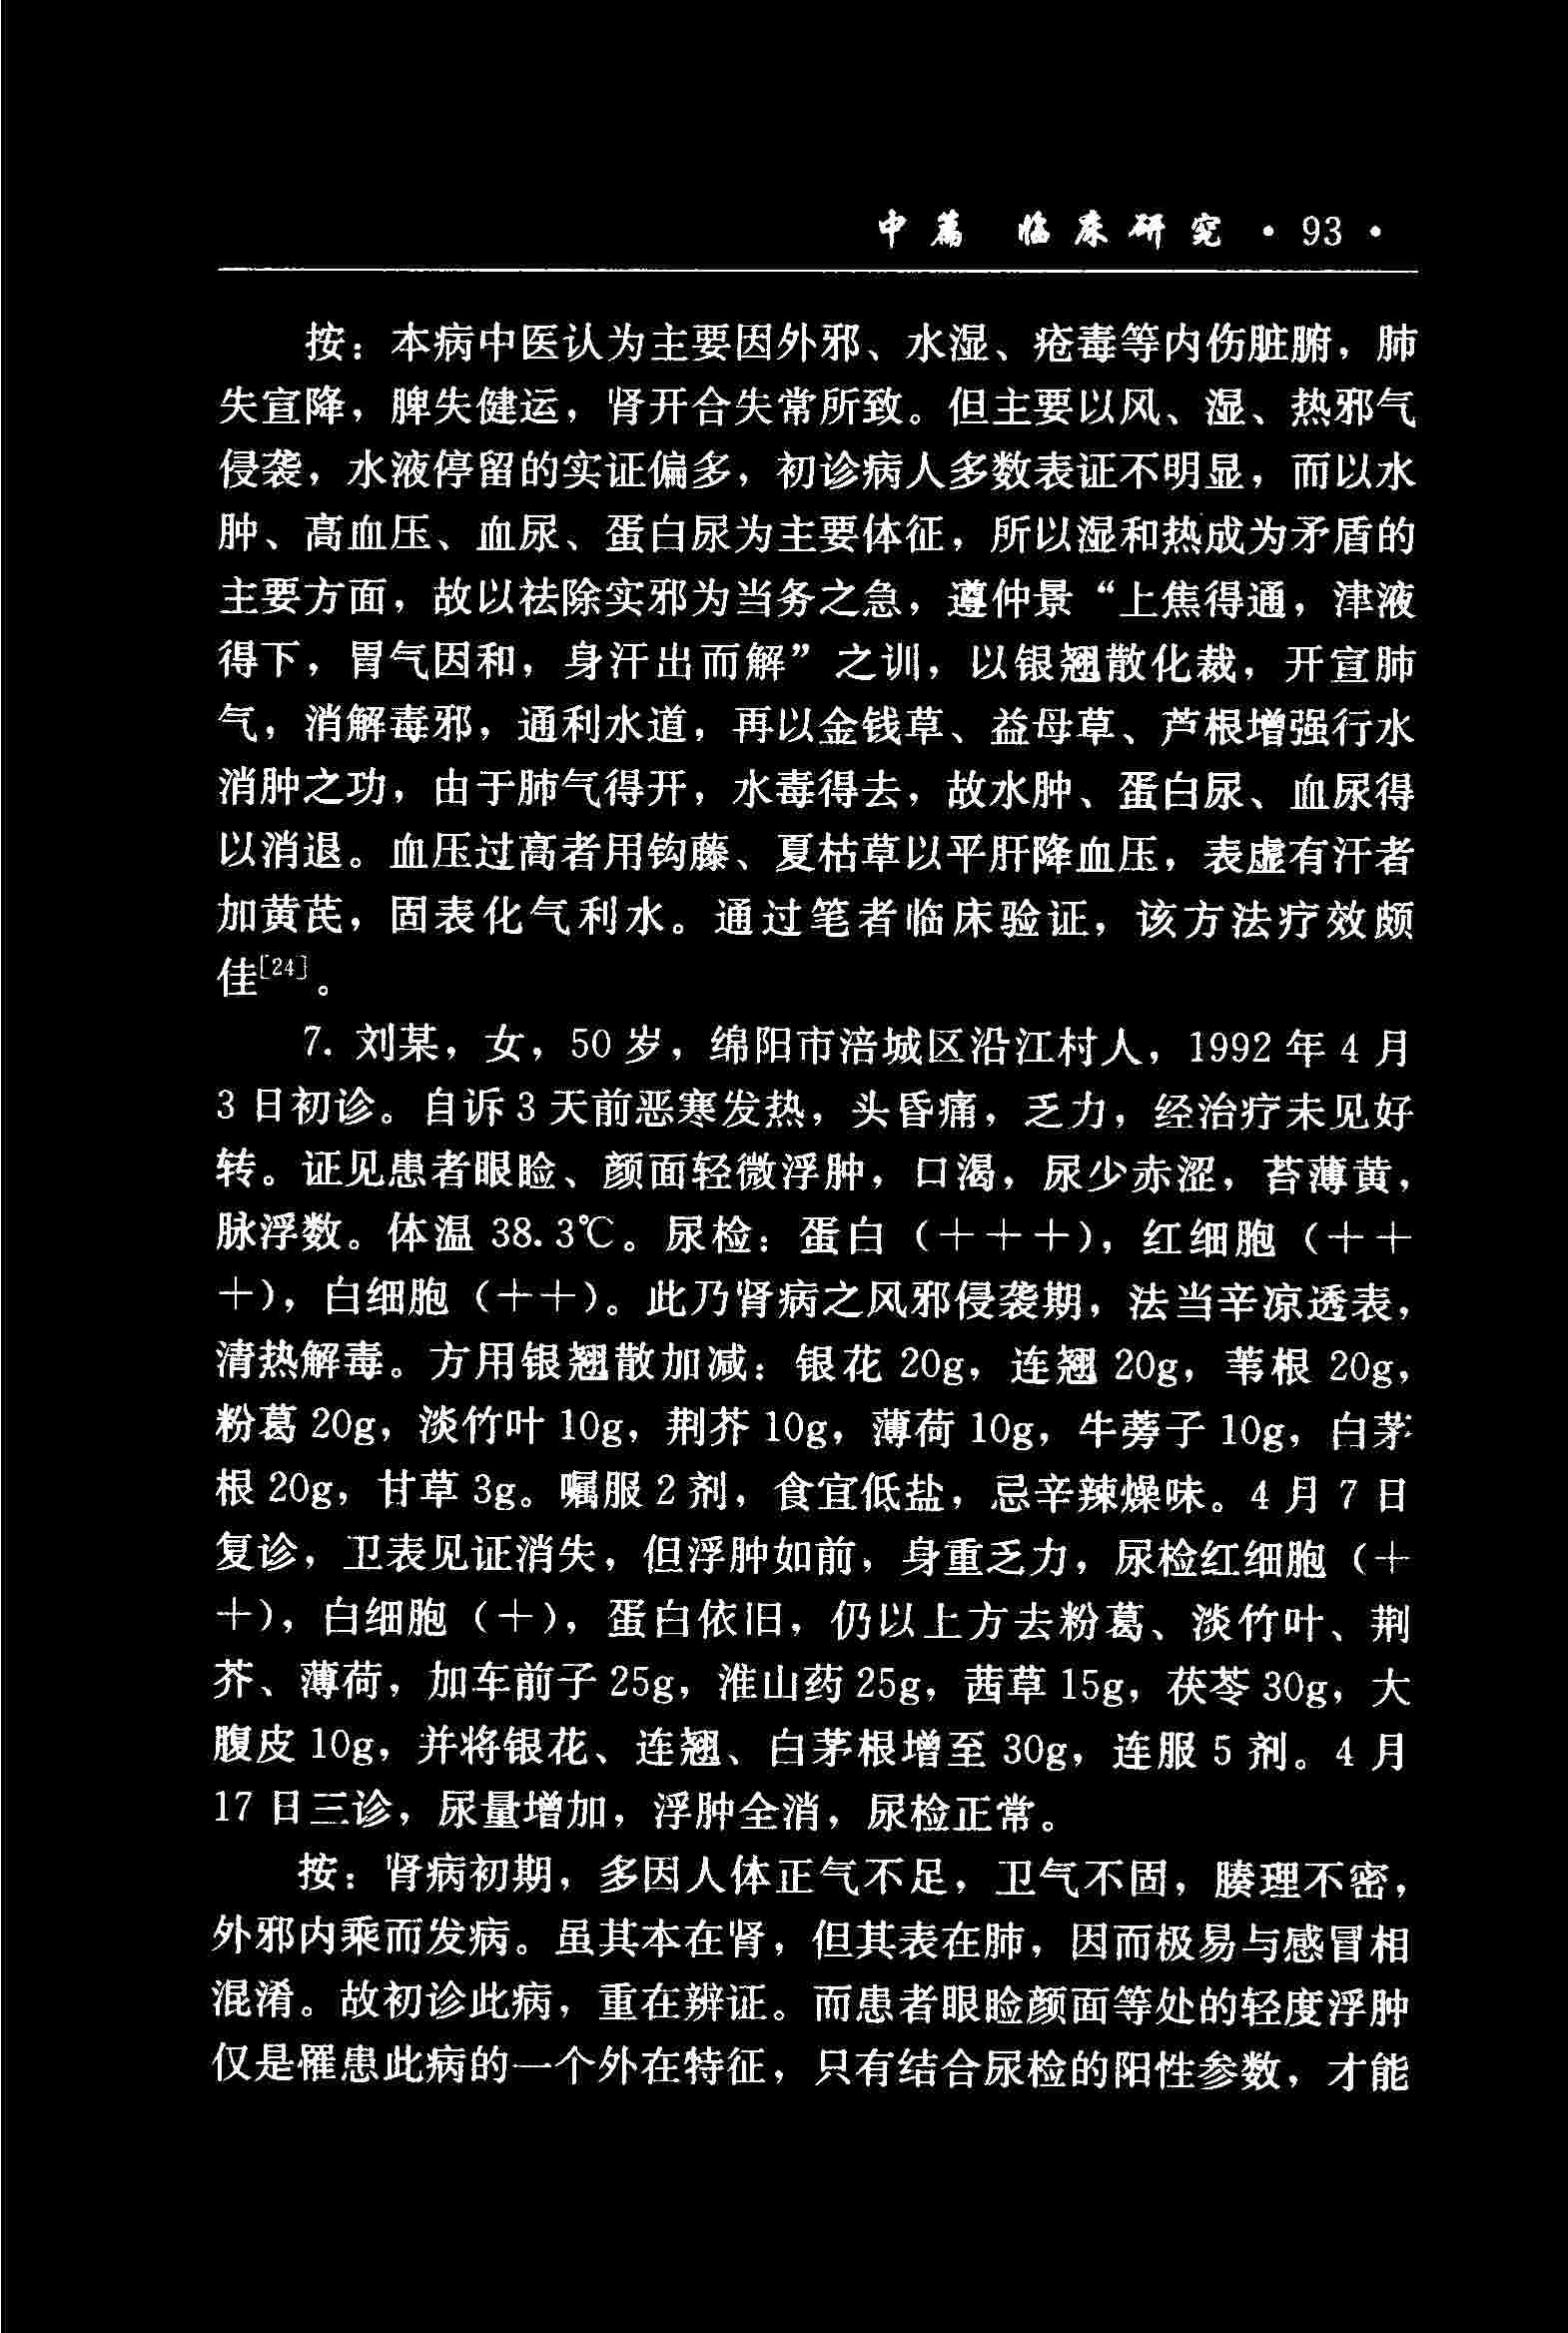 中篇 临床研究 · 93 ·
按：本病中医认为主要因外邪、水湿、疮毒等内伤脏腑，肺
失宣降，脾失健运，肾开合失常所致。但主要以风、湿、热邪气
侵袭，水液停留的实证偏多，初诊病人多数表证不明显，而以水
肿、高血压、血尿、蛋白尿为主要体征，所以湿和热成为矛盾的
主要方面，故以祛除实邪为当务之急，遵仲景“上焦得通，津液
得下，胃气因和，身汗出而解”之训，以银翘散化裁，开宣肺
气，消解毒邪，通利水道，再以金钱草、益母草、芦根增强行水
消肿之功，由于肺气得开，水毒得去，故水肿、蛋白尿、血尿得
以消退。血压过高者用钩藤、夏枯草以平肝降血压，表虚有汗者
加黄芪，固表化气利水。通过笔者临床验证，该方法疗效颇
佳[24]。
7. 刘某，女，50 岁，绵阳市涪城区沿江村人，1992 年 4 月
3 日初诊。自诉 3 天前恶寒发热，头昏痛，乏力，经治疗未见好
转。证见患者眼睑、颜面轻微浮肿，口渴，尿少赤涩，苔薄黄，
脉浮数。体温 38.3℃。尿检：蛋白（＋＋＋），红细胞（＋＋
＋），白细胞（＋＋）。此乃肾病之风邪侵袭期，法当辛凉透表，
清热解毒。方用银翘散加减：银花 20g，连翘 20g，苇根 20g，
粉葛 20g，淡竹叶 10g，荆芥 10g，薄荷 10g，牛蒡子 10g，白茅
根 20g，甘草 3g。嘱服 2 剂，食宜低盐，忌辛辣燥味。4 月 7 日
复诊，卫表见证消失，但浮肿如前，身重乏力，尿检红细胞（＋
＋），白细胞（＋），蛋白依旧，仍以上方去粉葛、淡竹叶、荆
芥、薄荷，加车前子 25g，淮山药 25g，茜草 15g，茯苓 30g，大
腹皮 10g，并将银花、连翘、白茅根增至 30g，连服 5 剂。4 月
17 日三诊，尿量增加，浮肿全消，尿检正常。
按：肾病初期，多因人体正气不足，卫气不固，腠理不密，
外邪内乘而发病。虽其本在肾，但其表在肺，因而极易与感冒相
混淆。故初诊此病，重在辨证。而患者眼睑颜面等处的轻度浮肿
仅是罹患此病的一个外在特征，只有结合尿检的阳性参数，才能